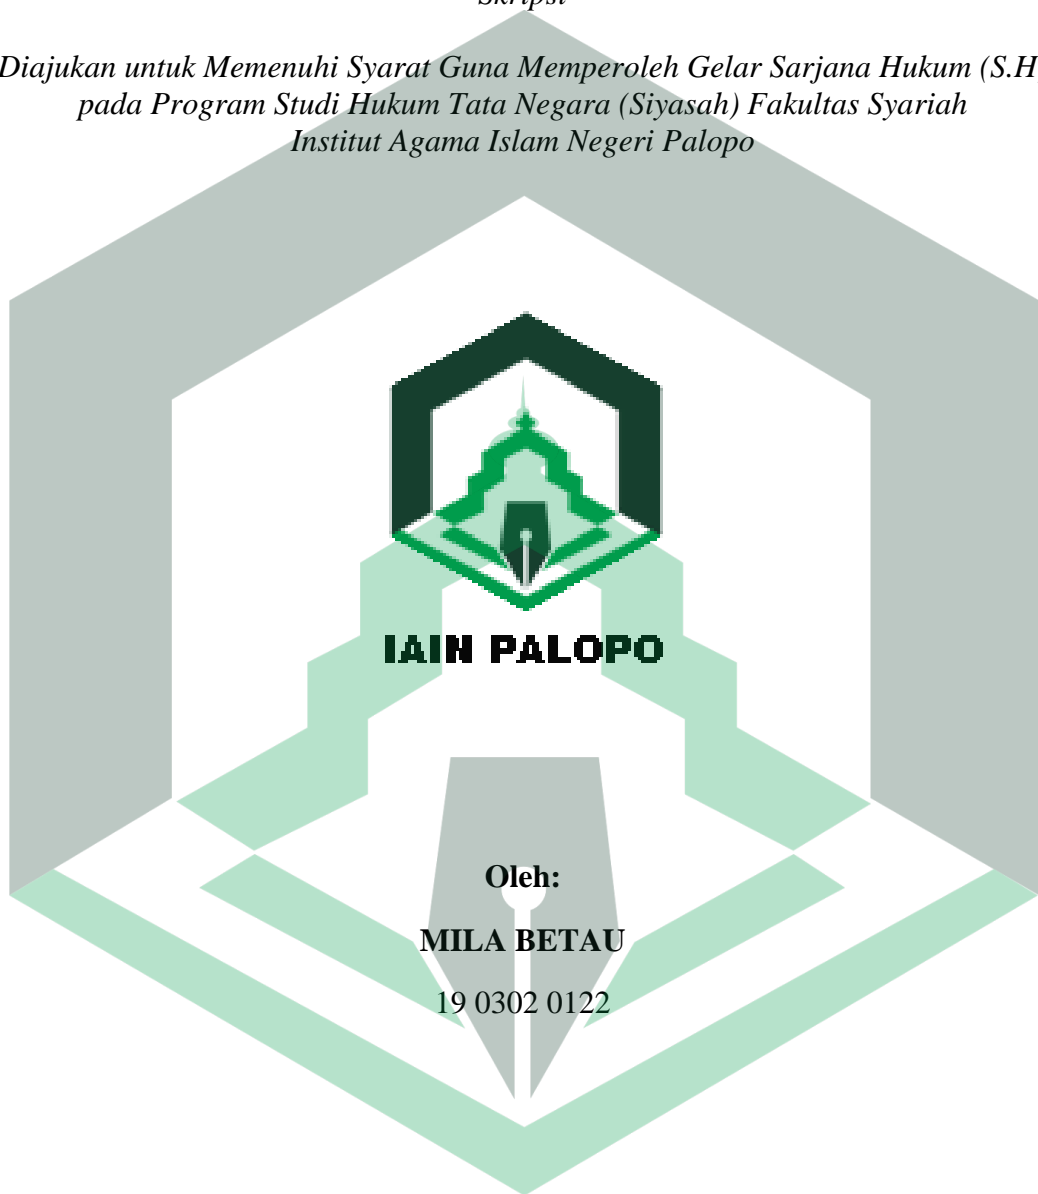 Skripsi
Diajukan untuk Memenuhi Syarat Guna Memperoleh Gelar Sarjana Hukum (S.H
pada Program Studi Hukum Tata Negara (Siyasah) Fakultas Syariah
Institut Agama Islam Negeri Palopo
IAIN PALOPO
Oleh:
MILA BETAU
19 0302 0122